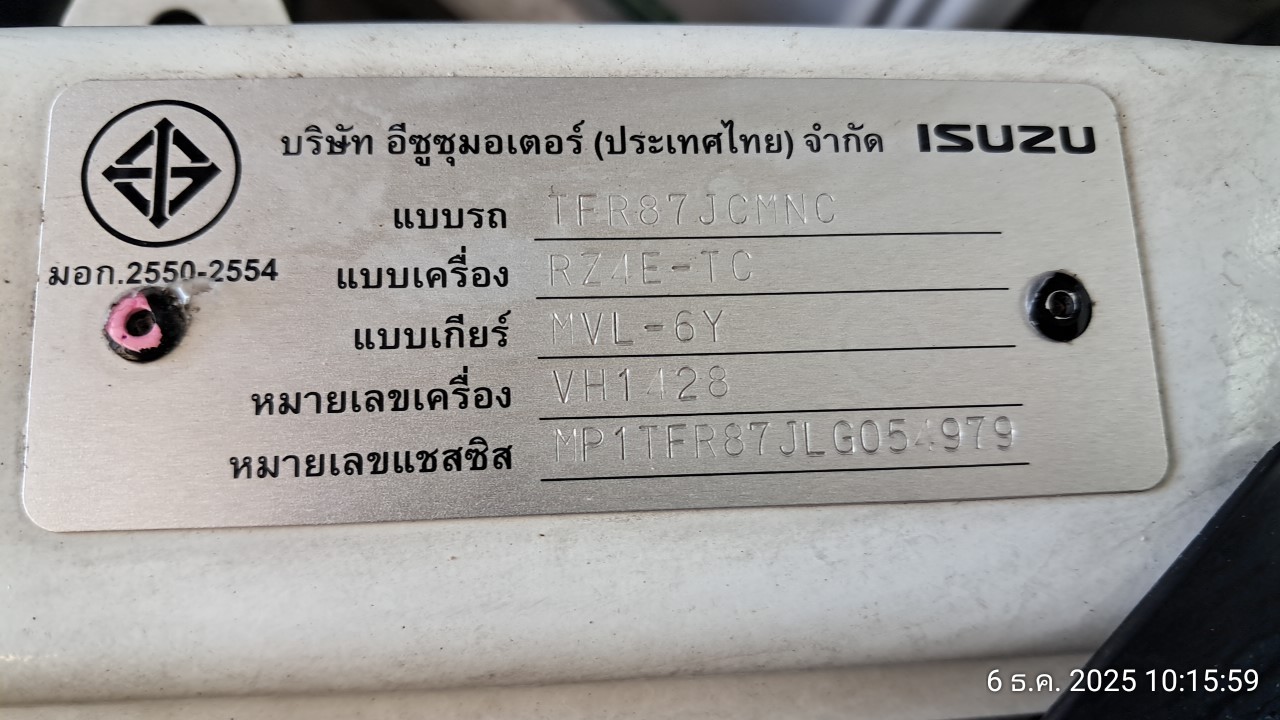 บริษัท อีซูซุมอเตอร์ (ประเทศไทย) จำกัด ISUZU
แบบรถ TFR87JCMNC
มอก.2550-2554
แบบเครื่อง RZ4E-TC
แบบเกียร์ MVL-6Y
หมายเลขเครื่อง VH1428
หมายเลขแชสซิส
6 ธ.ค. 2025 10:15:59